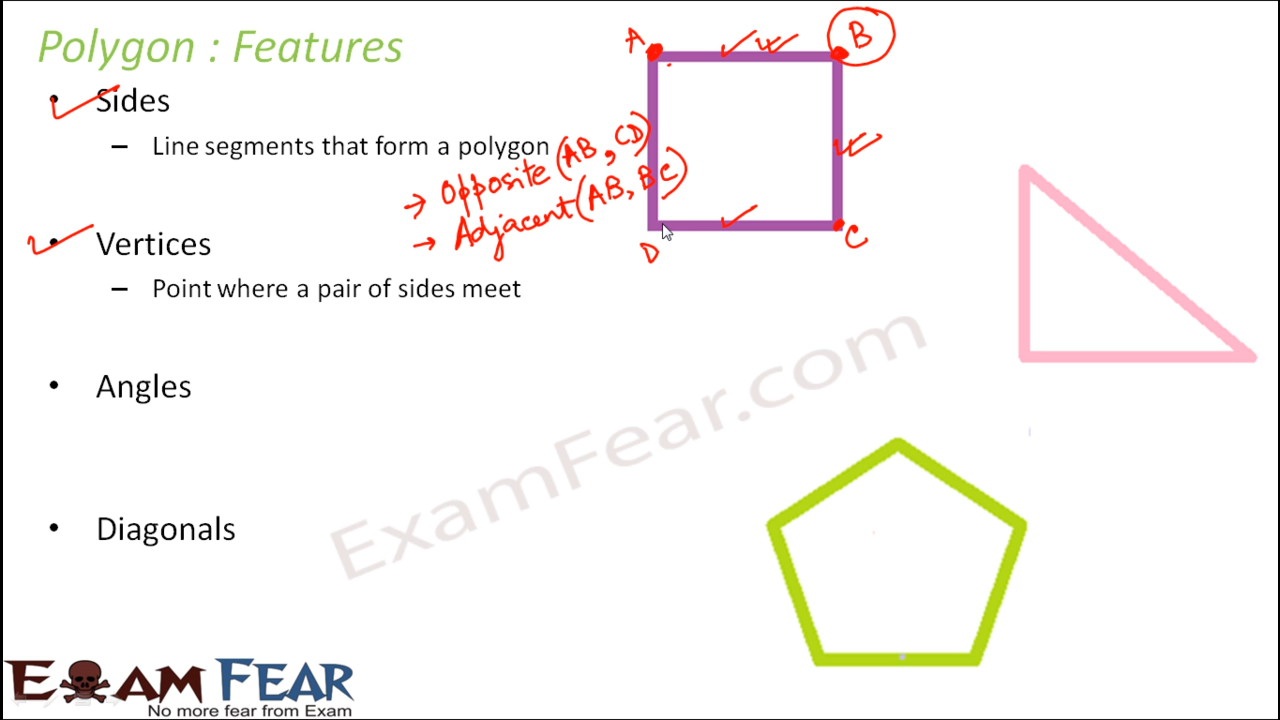 Polygon : Features
A
B
• Sides
– Line segments that form a polygon
→ Opposite (AB, CD)
→ Adjacent (AB, BC)
D
C
• Vertices
– Point where a pair of sides meet
• Angles
• Diagonals
ExamFear.com
EXAM FEAR
No more fear from Exam